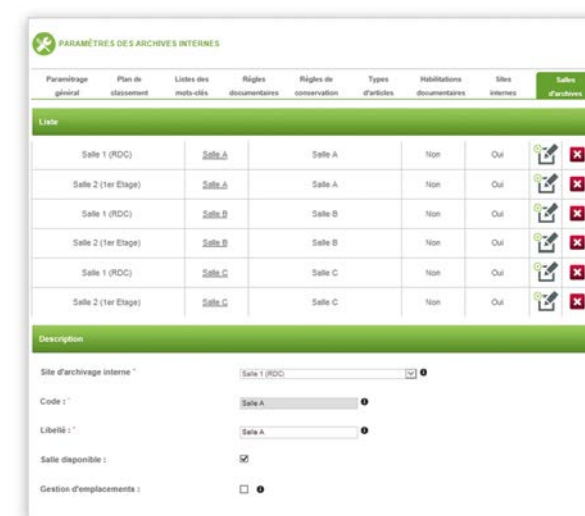 PARAMÈTRES DES ARCHIVES INTERNES
Paramétrage général Plan de classement Listes des mots-clés Règles documentaires Règles de conservation Types d'articles Habilitations documentaires Sites internes Salles d'archives
Liste
Salle 1 (RDC) Salle A Salle A Non Oui
Salle 2 (1er Etage) Salle A Salle A Non Oui
Salle 1 (RDC) Salle B Salle B Non Oui
Salle 2 (1er Etage) Salle B Salle B Non Oui
Salle 1 (RDC) Salle C Salle C Non Oui
Salle 2 (1er Etage) Salle C Salle C Non Oui
Description
Site d'archivage interne * Salle 1 (RDC)
Code : * Salle A
Libellé : * Salle A
Salle disponible :
Gestion d'emplacements :